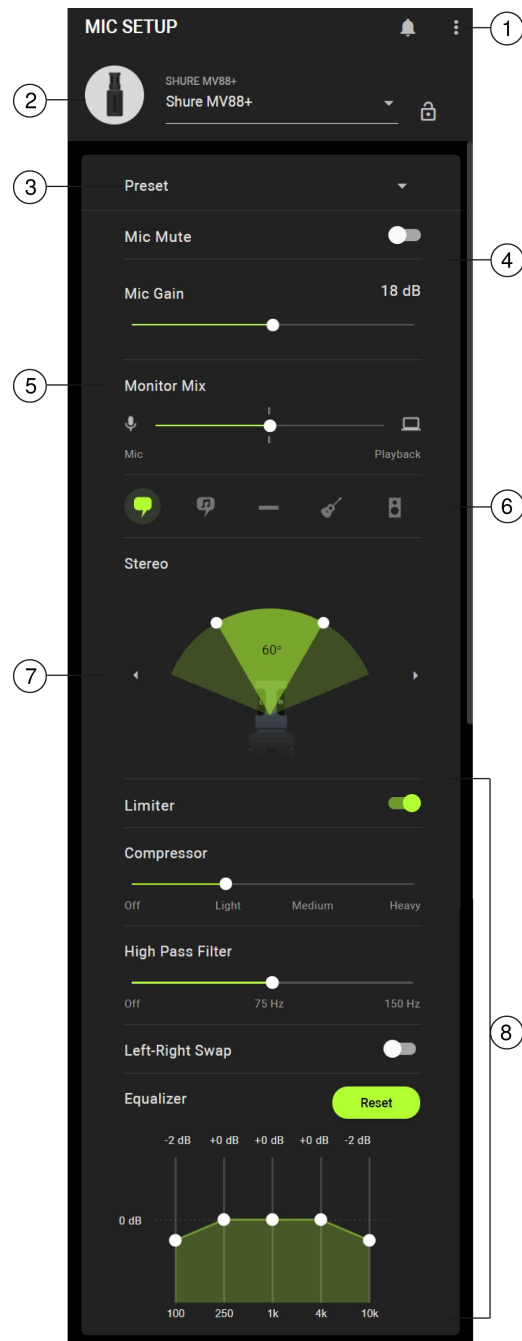 MIC SETUP
1
SHURE MV88+
Shure MV88+
2
3
Preset
Mic Mute
4
Mic Gain
18 dB
5
Monitor Mix
Mic
Playback
6
Stereo
60°
7
Limiter
Compressor
Off
Light
Medium
Heavy
High Pass Filter
Off
75 Hz
150 Hz
8
Left-Right Swap
Equalizer
Reset
-2 dB +0 dB +0 dB +0 dB -2 dB
0 dB
100 250 1k 4k 10k